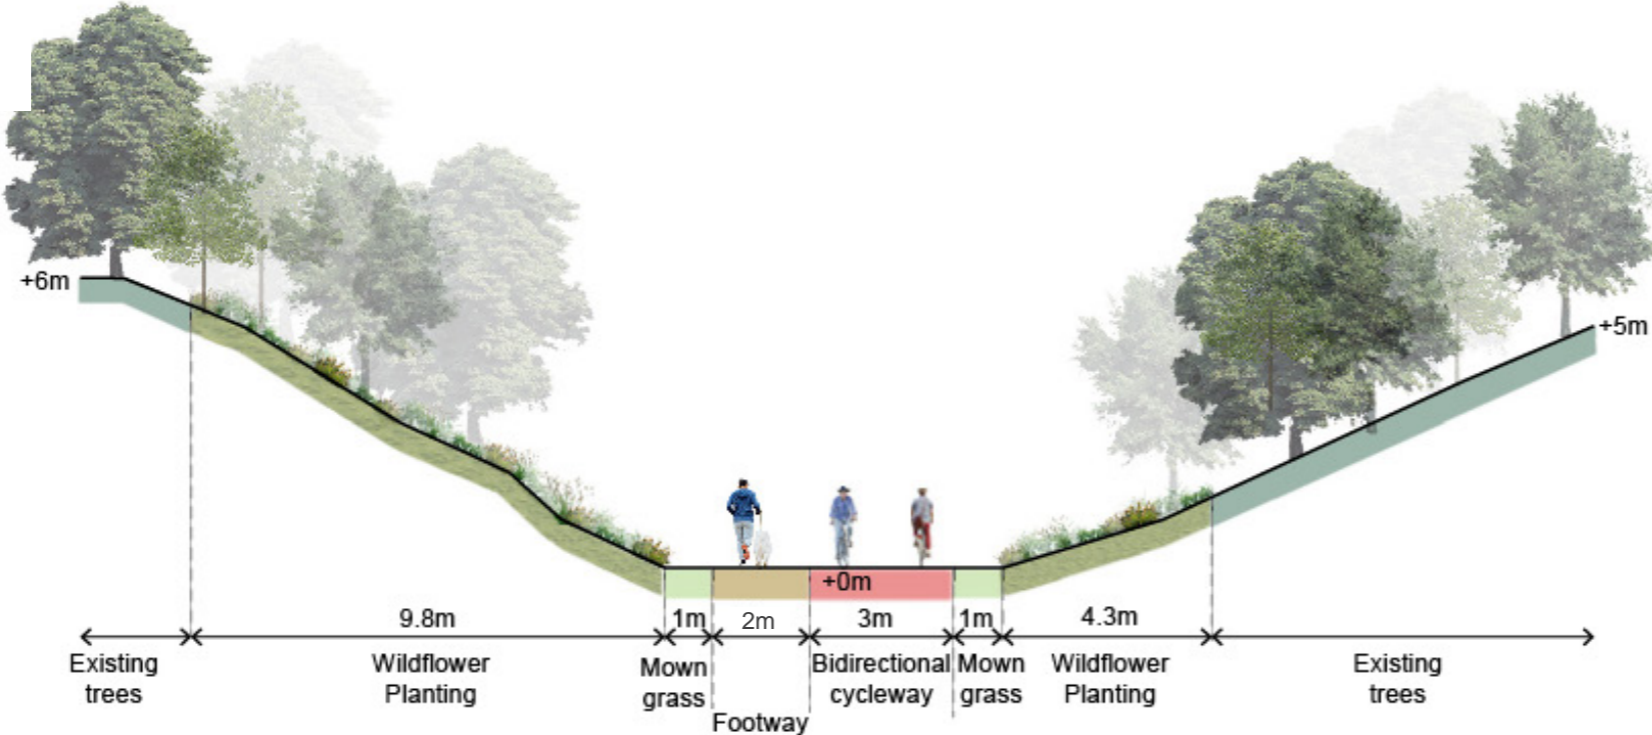 +6m
+5m
+0m
9.8m
1m
2m
3m
1m
4.3m
Existing
trees
Wildflower
Planting
Mown
grass
Footway
Bidirectional
cycleway
Mown
grass
Wildflower
Planting
Existing
trees